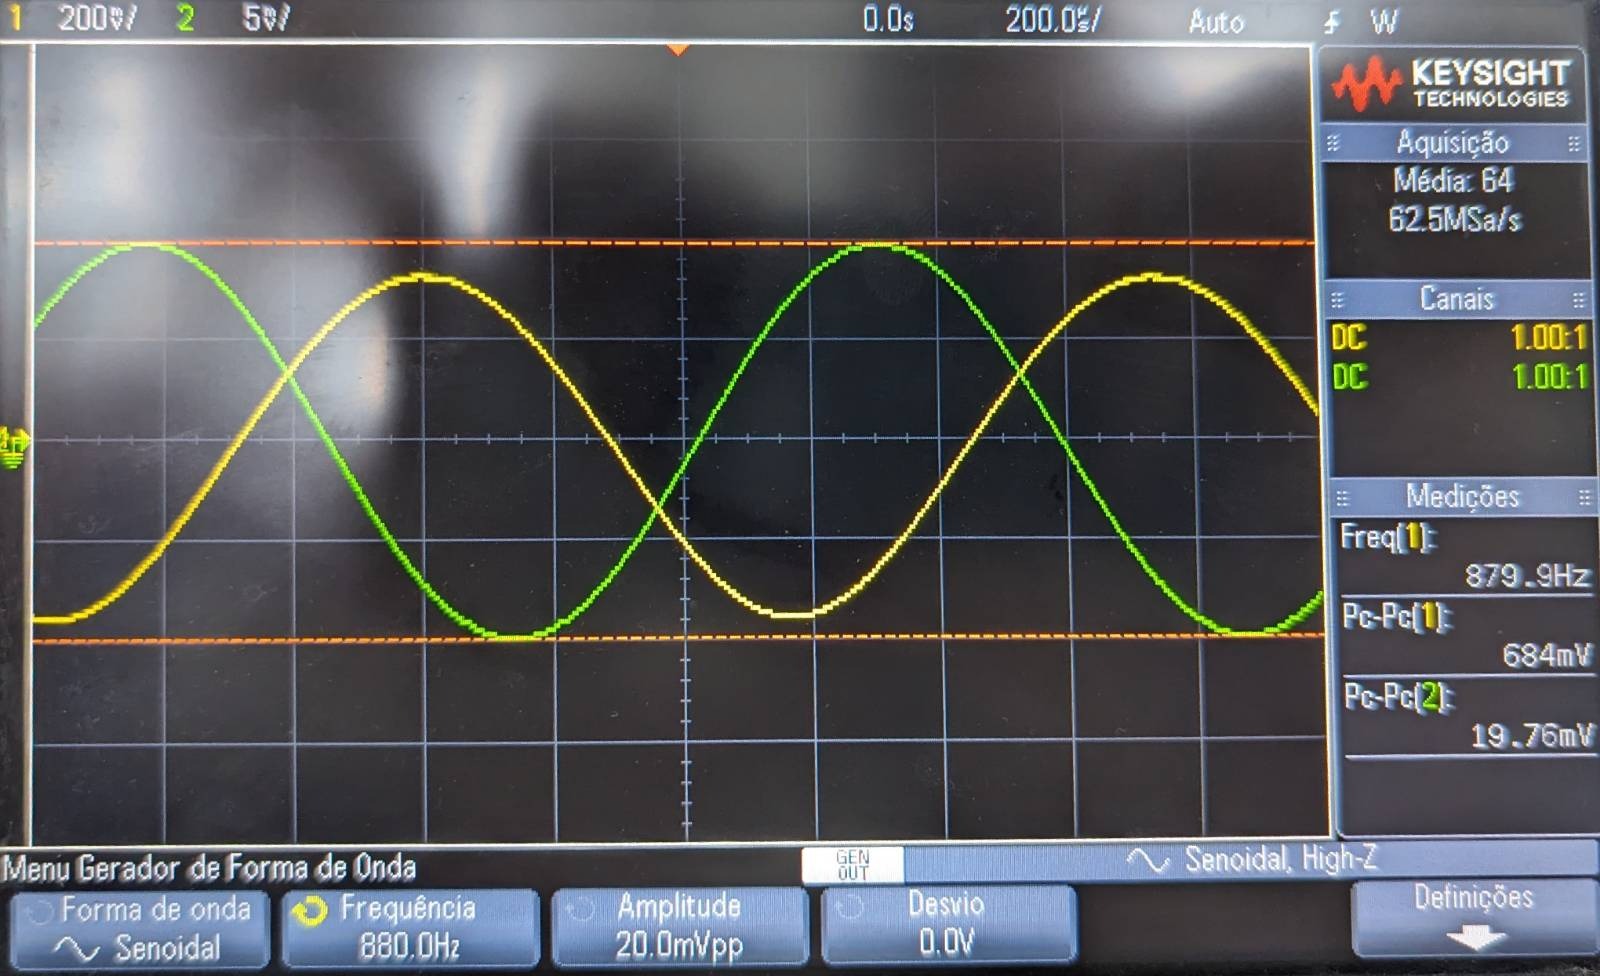 1 200mV/ 2 5mV/ 0.0s 200.0µs/ Auto W
KEYSIGHT
TECHNOLOGIES
Aquisição
Média: 64
62.5MSa/s
Canais
DC 1.00:1
DC 1.00:1
Medições
Freq(1):
879.9Hz
Pc-Pc(1):
684mV
Pc-Pc(2):
19.76mV
Menu Gerador de Forma de Onda
GEN
OUT
Senoidal, High-Z
Forma de onda
Senoidal
Frequência
880.0Hz
Amplitude
20.0mVpp
Desvio
0.0V
Definições